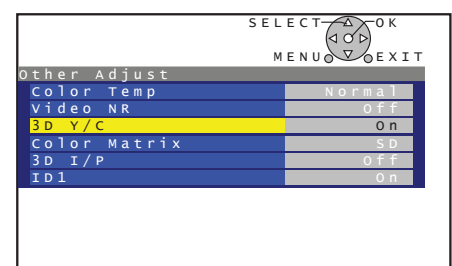 SELECT OK
MENU EXIT
Other Adjust
Color Temp Normal
Video NR Off
3D Y/C On
Color Matrix SD
3D I/P Off
ID1 On